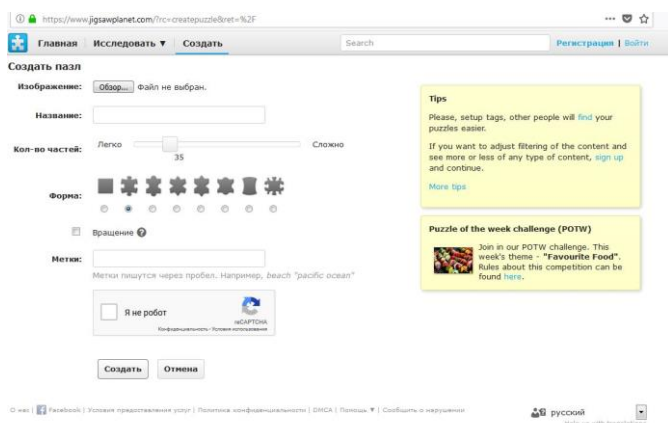 https://www.jigsawplanet.com/?rc=createpuzzle&ret=%2F
Главная Исследовать ▼ Создать Search Регистрация | Войти
Создать пазл
Изображение: Обзор... Файл не выбран.
Название:
Кол-во частей: Легко Сложно
35
Форма:
Вращение
Метки:
Метки пишутся через пробел. Например, beach "pacific ocean"
Я не робот
reCAPTCHA
Конфиденциальность - Условия использования
Создать Отмена
Tips
Please, setup tags, other people will find your
puzzles easier.
If you want to adjust filtering of the content and
see more or less of any type of content, sign up
and continue.
More tips
Puzzle of the week challenge (POTW)
Join in our POTW challenge. This
week's theme - "Favourite Food".
Rules about this competition can be
found here.
О нас | Facebook | Условия предоставления услуг | Политика конфиденциальности | DMCA | Помощь ▼ | Сообщить о нарушении
русский